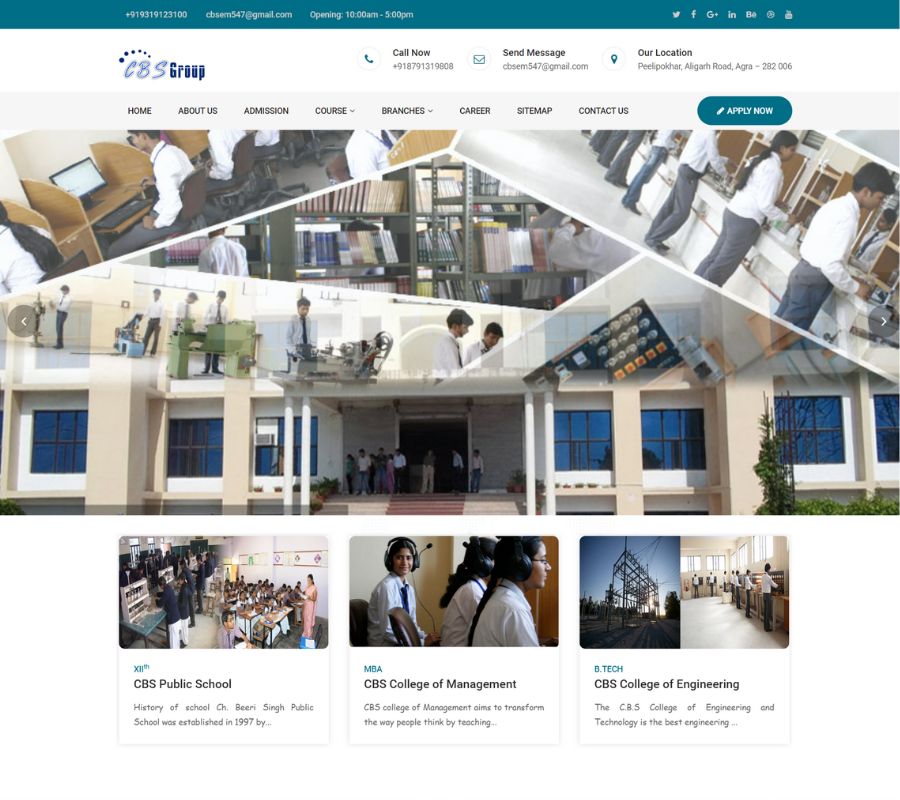 +919319123100 cbsem547@gmail.com Opening: 10:00am - 5:00pm
CBS Group
Call Now
+918791319808
Send Message
cbsem547@gmail.com
Our Location
Peelipokhar, Aligarh Road, Agra – 282 006
HOME ABOUT US ADMISSION COURSE BRANCHES CAREER SITEMAP CONTACT US APPLY NOW
XIIth
CBS Public School
History of school Ch. Beeri Singh Public
School was established in 1997 by...
MBA
CBS College of Management
CBS college of Management aims to transform
the way people think by teaching...
B.TECH
CBS College of Engineering
The C.B.S College of Engineering and
Technology is the best engineering ...